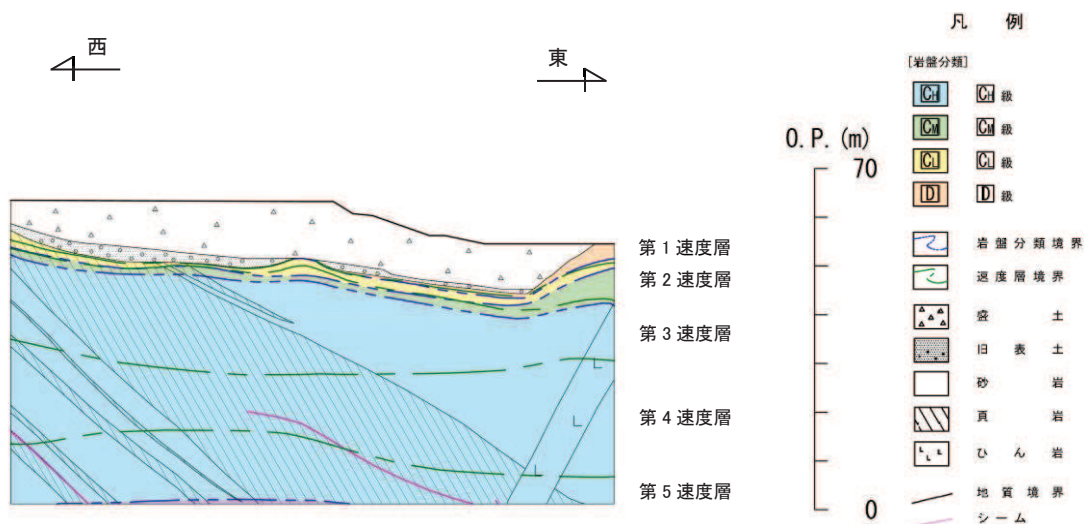 西
東
第1速度層
第2速度層
第3速度層
第4速度層
第5速度層
O.P.(m)
70
0
凡 例
[岩盤分類]
CH CH級
CM CM級
CL CL級
D D級
岩盤分類境界
速度層境界
盛 土
旧表土
砂 岩
頁 岩
ひん岩
地質境界
シーム